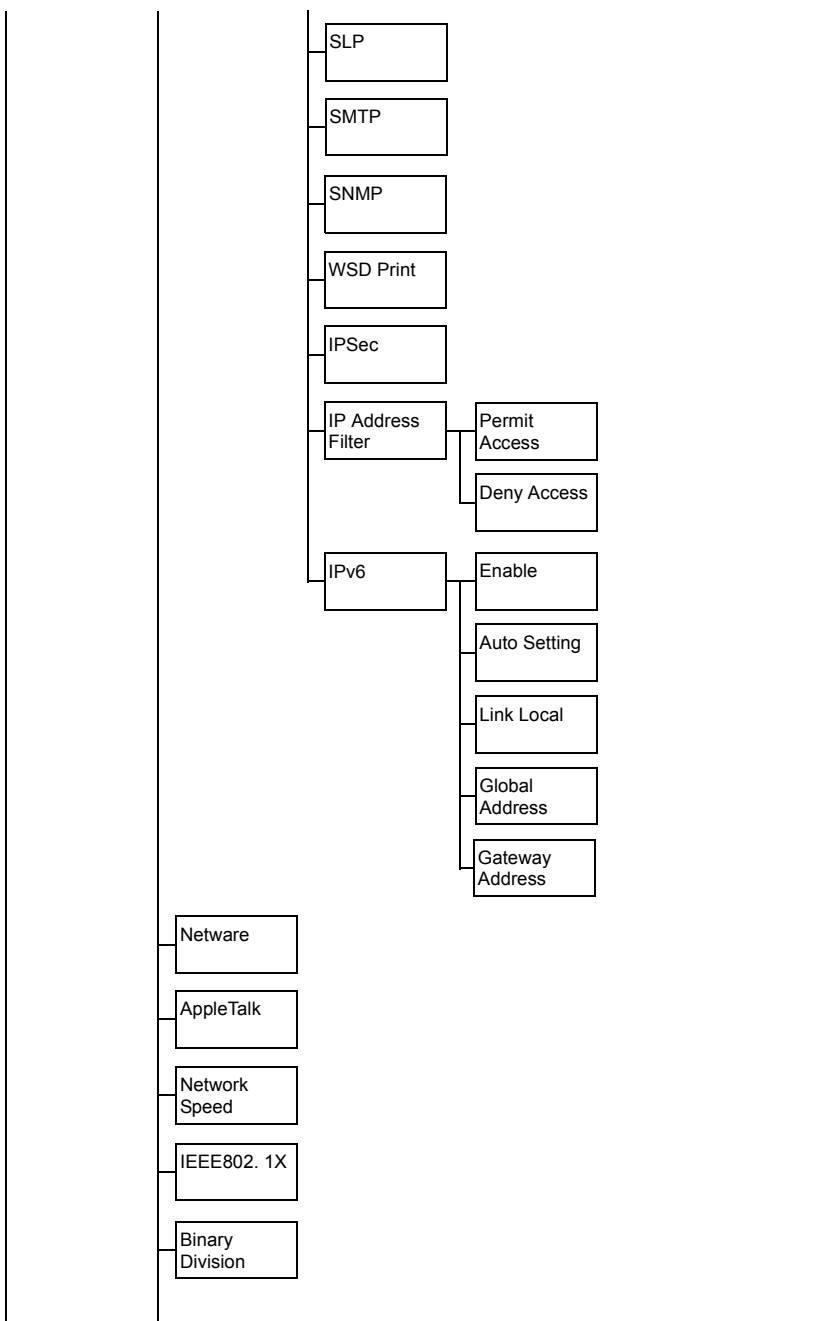 SLP
SMTP
SNMP
WSD Print
IPSec
IP Address
Filter
Permit
Access
Deny Access
IPv6
Enable
Auto Setting
Link Local
Global
Address
Gateway
Address
Netware
AppleTalk
Network
Speed
IEEE802. 1X
Binary
Division